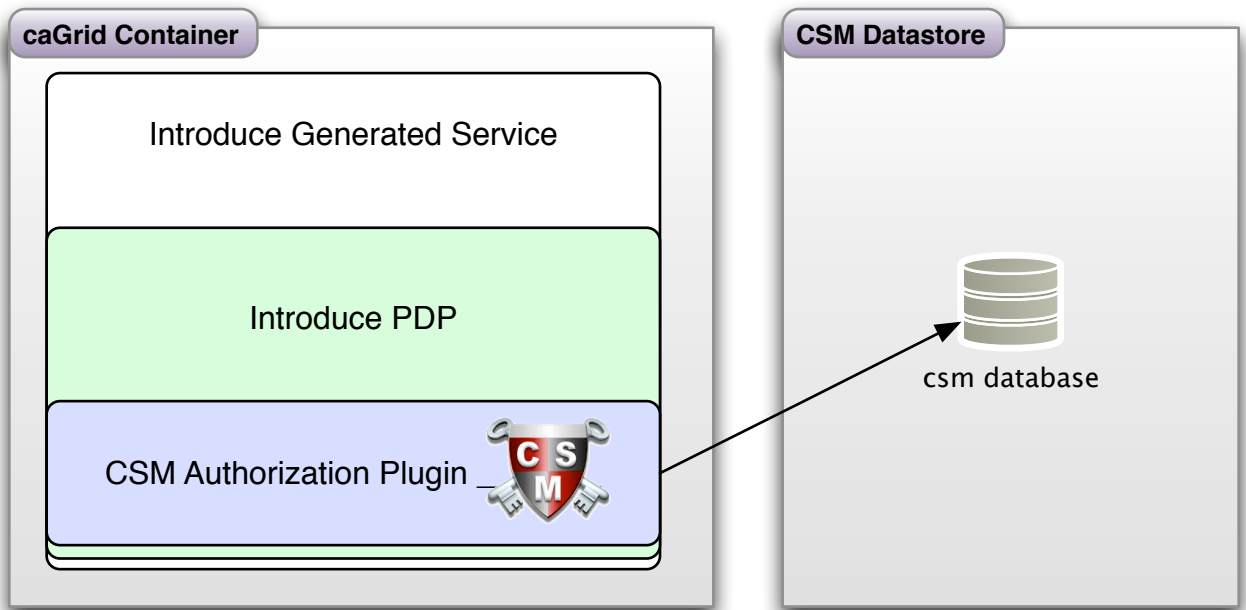 caGrid Container
CSM Datastore
Introduce Generated Service
Introduce PDP
csm database
CSM Authorization Plugin _
C S
M